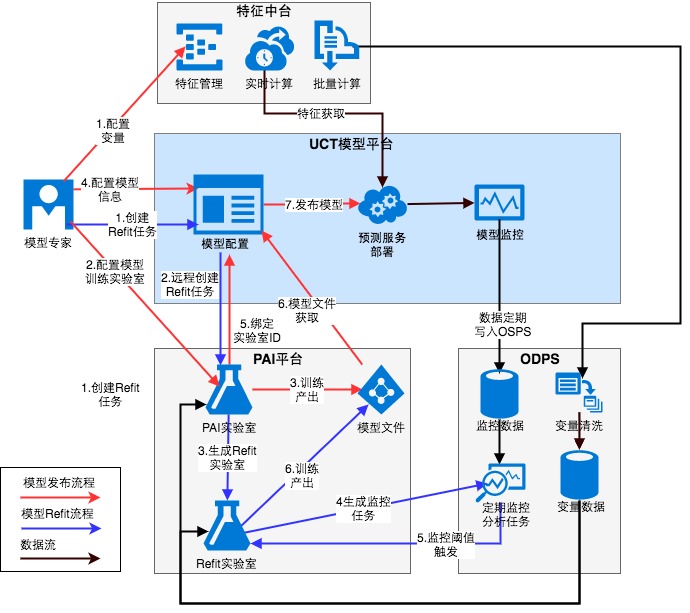 特征中台
特征管理
实时计算
批量计算
特征获取
1.配置
变量
UCT模型平台
4.配置模型
信息
7.发布模型
模型专家
1.创建
Refit任务
模型配置
预测服务
部署
模型监控
2.配置模型
训练实验室
2.远程创建
Refit任务
6.模型文件
获取
5.绑定
实验室ID
数据定期
写入OSPS
PAI平台
ODPS
1.创建Refit
任务
3.训练
产出
PAI实验室
模型文件
监控数据
变量清洗
3.生成Refit
实验室
6.训练
产出
模型发布流程
模型Refit流程
数据流
4生成监控
任务
定期监控
分析任务
变量数据
5.监控阈值
触发
Refit实验室